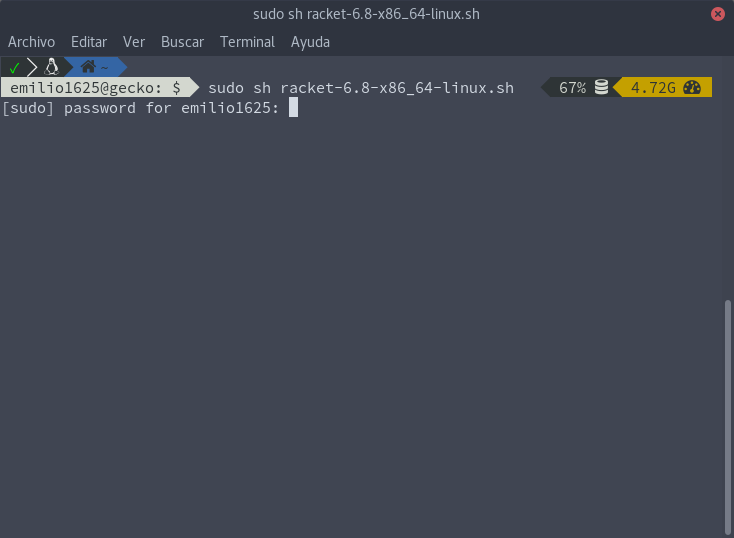 sudo sh racket-6.8-x86_64-linux.sh
Archivo Editar Ver Buscar Terminal Ayuda
✓ ~
emilio1625@gecko: $ sudo sh racket-6.8-x86_64-linux.sh 67% 4.72G
[sudo] password for emilio1625: